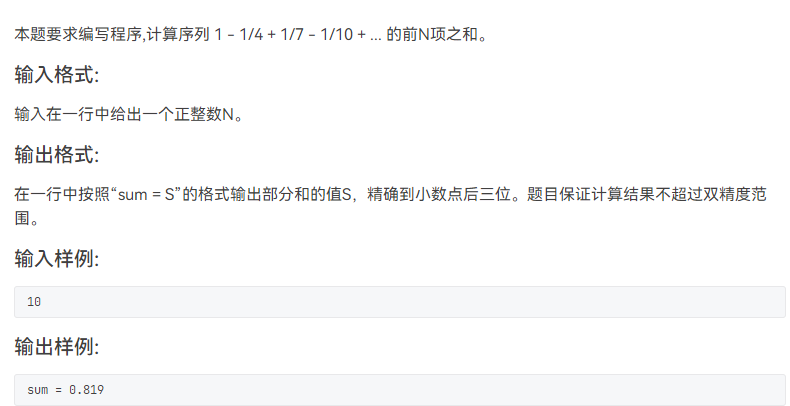 本题要求编写程序,计算序列 1 - 1/4 + 1/7 - 1/10 + ... 的前N项之和。
输入格式:
输入在一行中给出一个正整数N。
输出格式:
在一行中按照“sum = S”的格式输出部分和的值S，精确到小数点后三位。题目保证计算结果不超过双精度范
围。
输入样例:
10
输出样例:
sum = 0.819